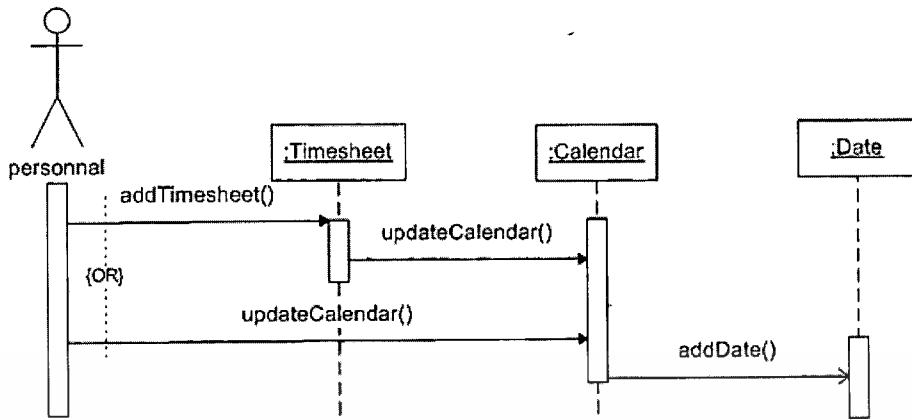 :Timesheet
:Calendar
:Date
personnal
addTimesheet()
updateCalendar()
{OR}
updateCalendar()
addDate()